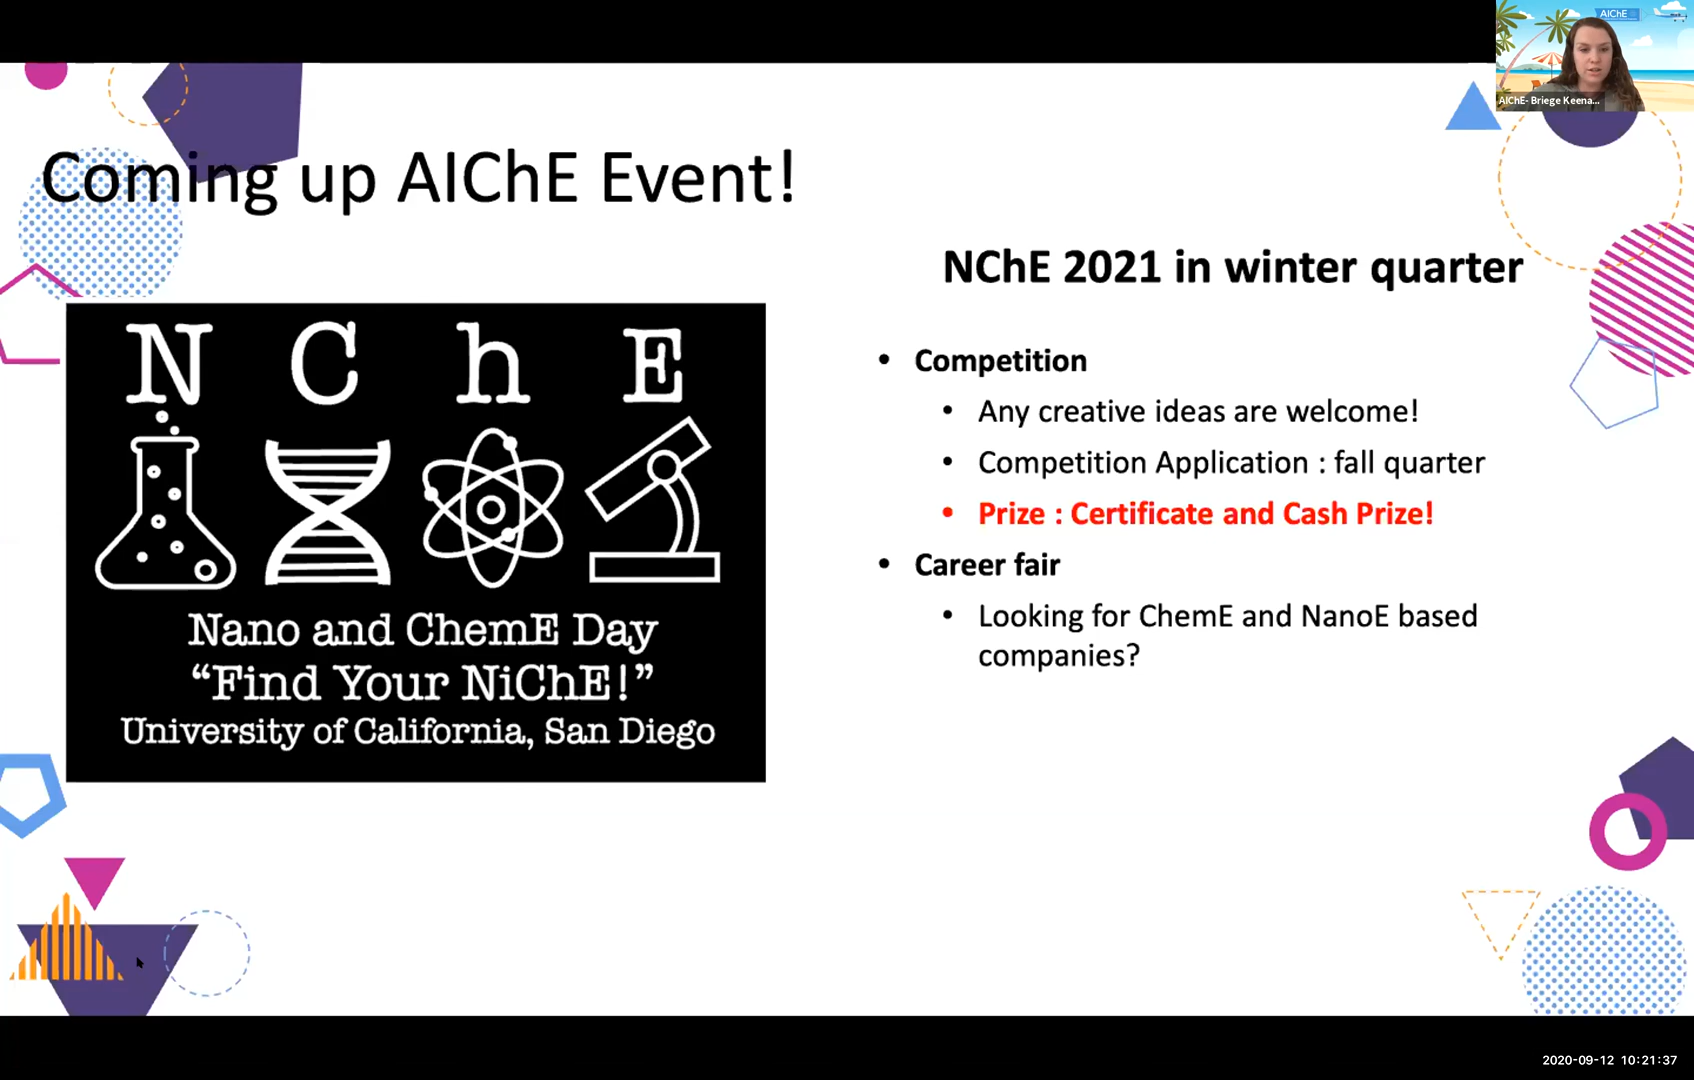 AIChE
AIChE- Briege Keena...
Coming up AIChE Event!
NChE 2021 in winter quarter
N C h E
Nano and ChemE Day
“Find Your NiChE!”
University of California, San Diego
• Competition
• Any creative ideas are welcome!
• Competition Application : fall quarter
• Prize : Certificate and Cash Prize!
• Career fair
• Looking for ChemE and NanoE based
companies?
2020-09-12 10:21:37